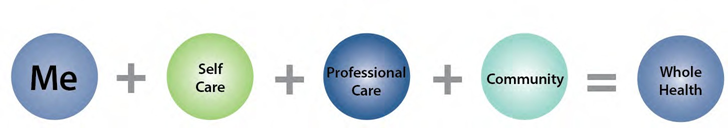 Me + Self Care + Professional Care + Community = Whole Health